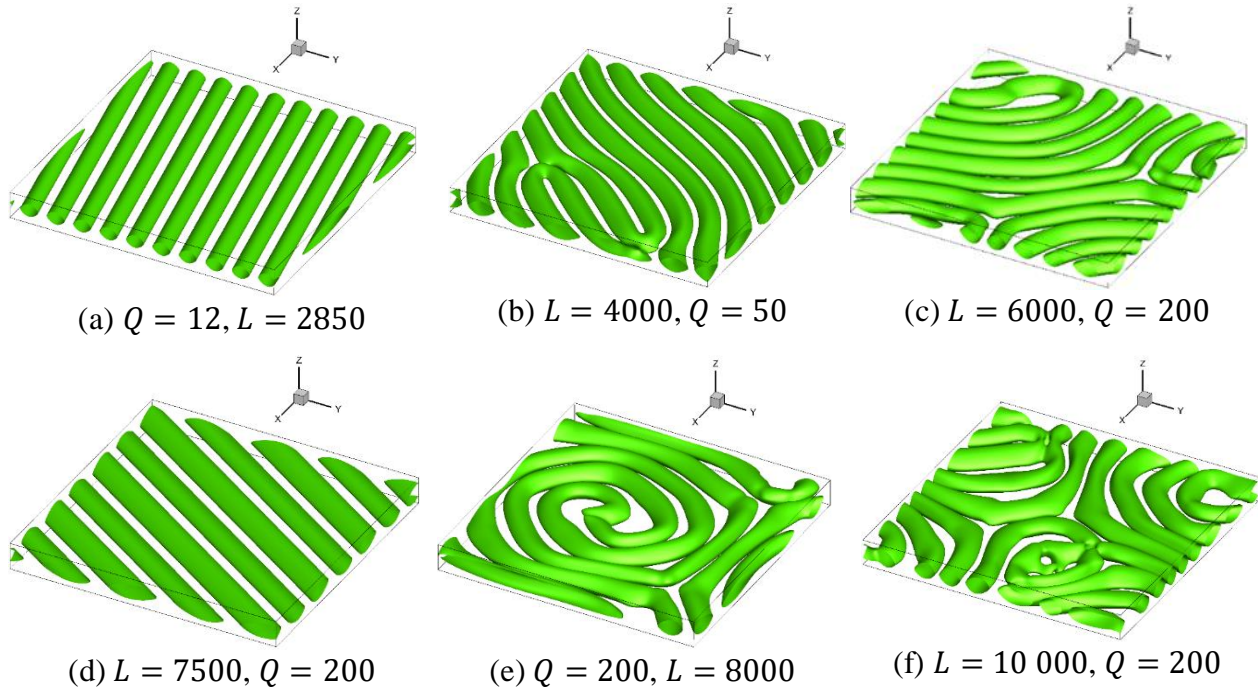 Z
Y
X
Z
Y
X
Z
Y
X
(a) Q = 12, L = 2850
(b) L = 4000, Q = 50
(c) L = 6000, Q = 200
Z
Y
X
Z
Y
X
Z
Y
X
(d) L = 7500, Q = 200
(e) Q = 200, L = 8000
(f) L = 10 000, Q = 200